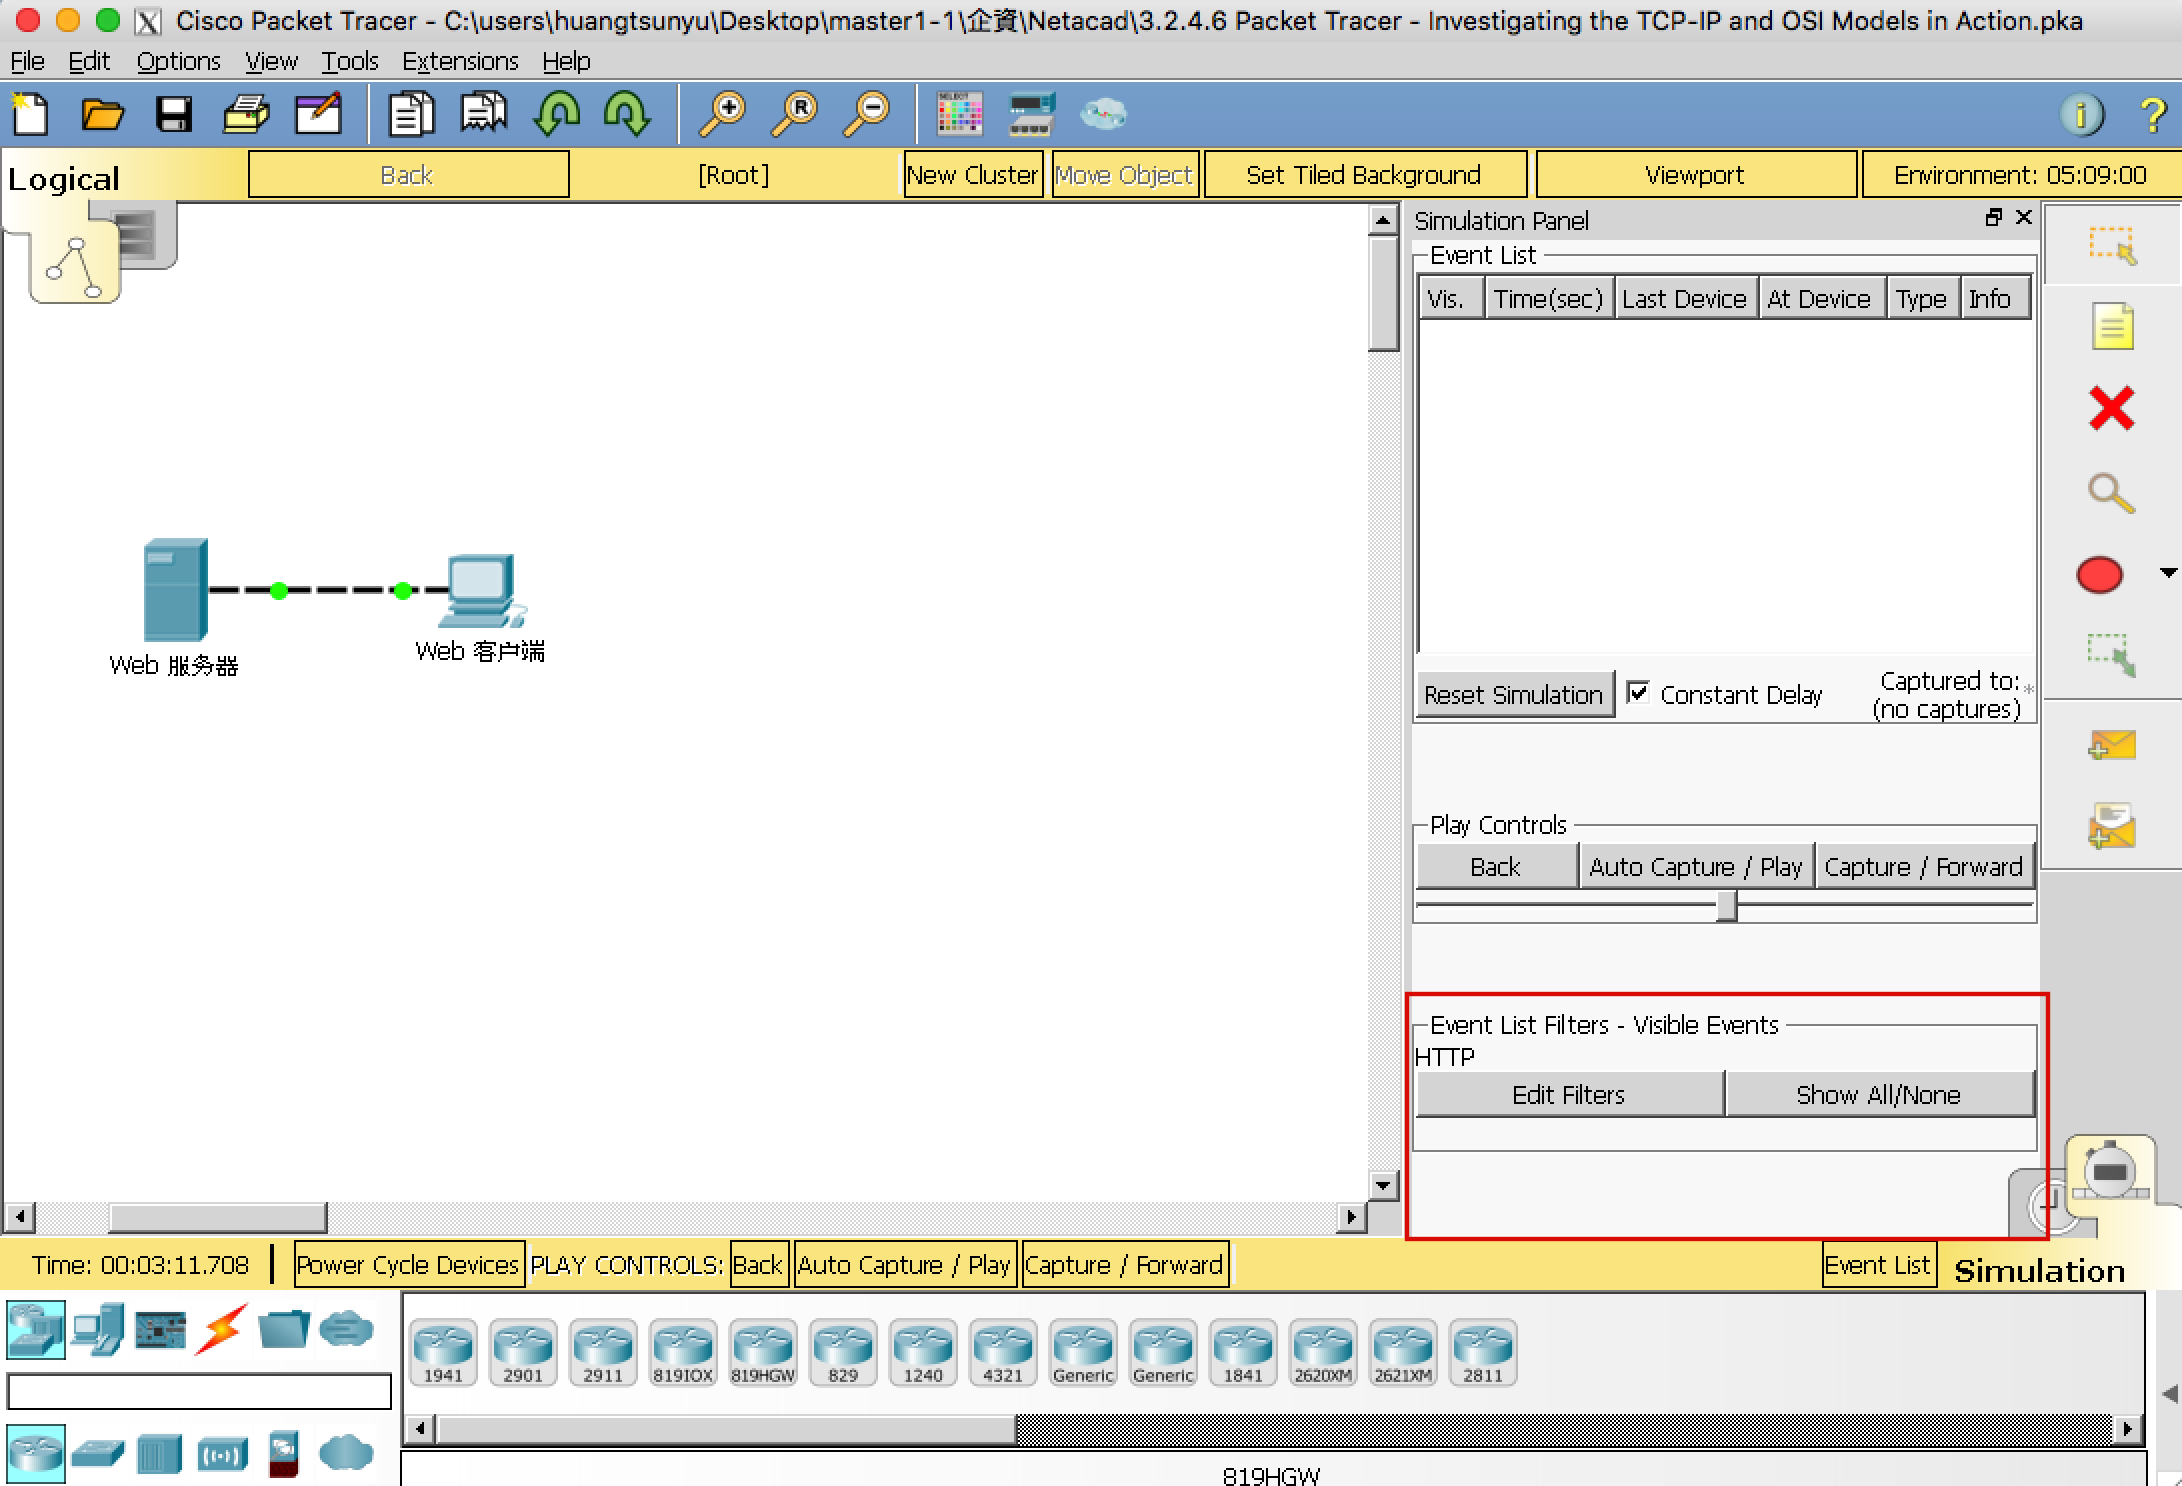 Cisco Packet Tracer - C:\users\huangtsunyu\Desktop\master1-1\企資\Netacad\3.2.4.6 Packet Tracer - Investigating the TCP-IP and OSI Models in Action.pka
File Edit Options View Tools Extensions Help
SELECT
R
i ?
Logical Back [Root] New Cluster Move Object Set Tiled Background Viewport Environment: 05:09:00
Simulation Panel
Event List
Vis. Time(sec) Last Device At Device Type Info
Web 服务器
Web 客户端
Reset Simulation Constant Delay Captured to: *
(no captures)
Play Controls
Back Auto Capture / Play Capture / Forward
Event List Filters - Visible Events
HTTP
Edit Filters Show All/None
Time: 00:03:11.708 Power Cycle Devices PLAY CONTROLS: Back Auto Capture / Play Capture / Forward Event List Simulation
1941 2901 2911 819IOX 819HGW 829 1240 4321 Generic Generic 1841 2620XM 2621XM 2811
819HGW